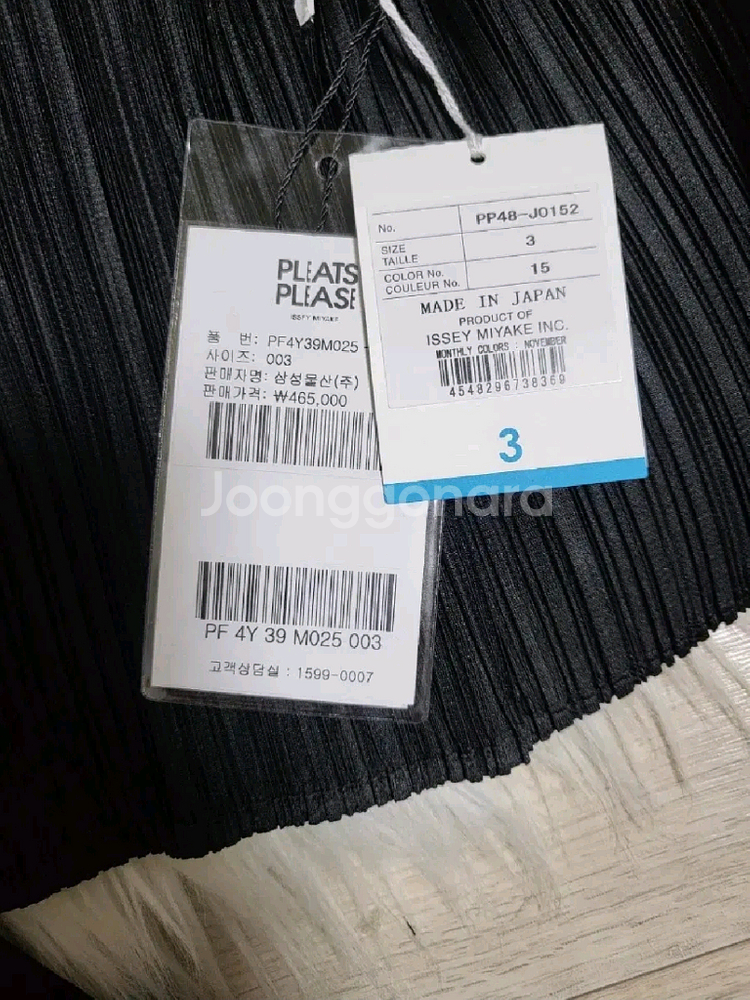 PLEATS
PLEASE
ISSEY MIYAKE
품 번: PF4Y39M025
사이즈: 003
판매자명: 삼성물산(주)
판매가격: ₩465,000
PF 4Y 39 M025 003
고객상담실 : 1599-0007
No. PP48-J0152
SIZE
TAILLE 3
COLOR No.
COULEUR No. 15
MADE IN JAPAN
PRODUCT OF
ISSEY MIYAKE INC.
MONTHLY COLORS : NOVEMBER
4548296738369
3
Joonggonara